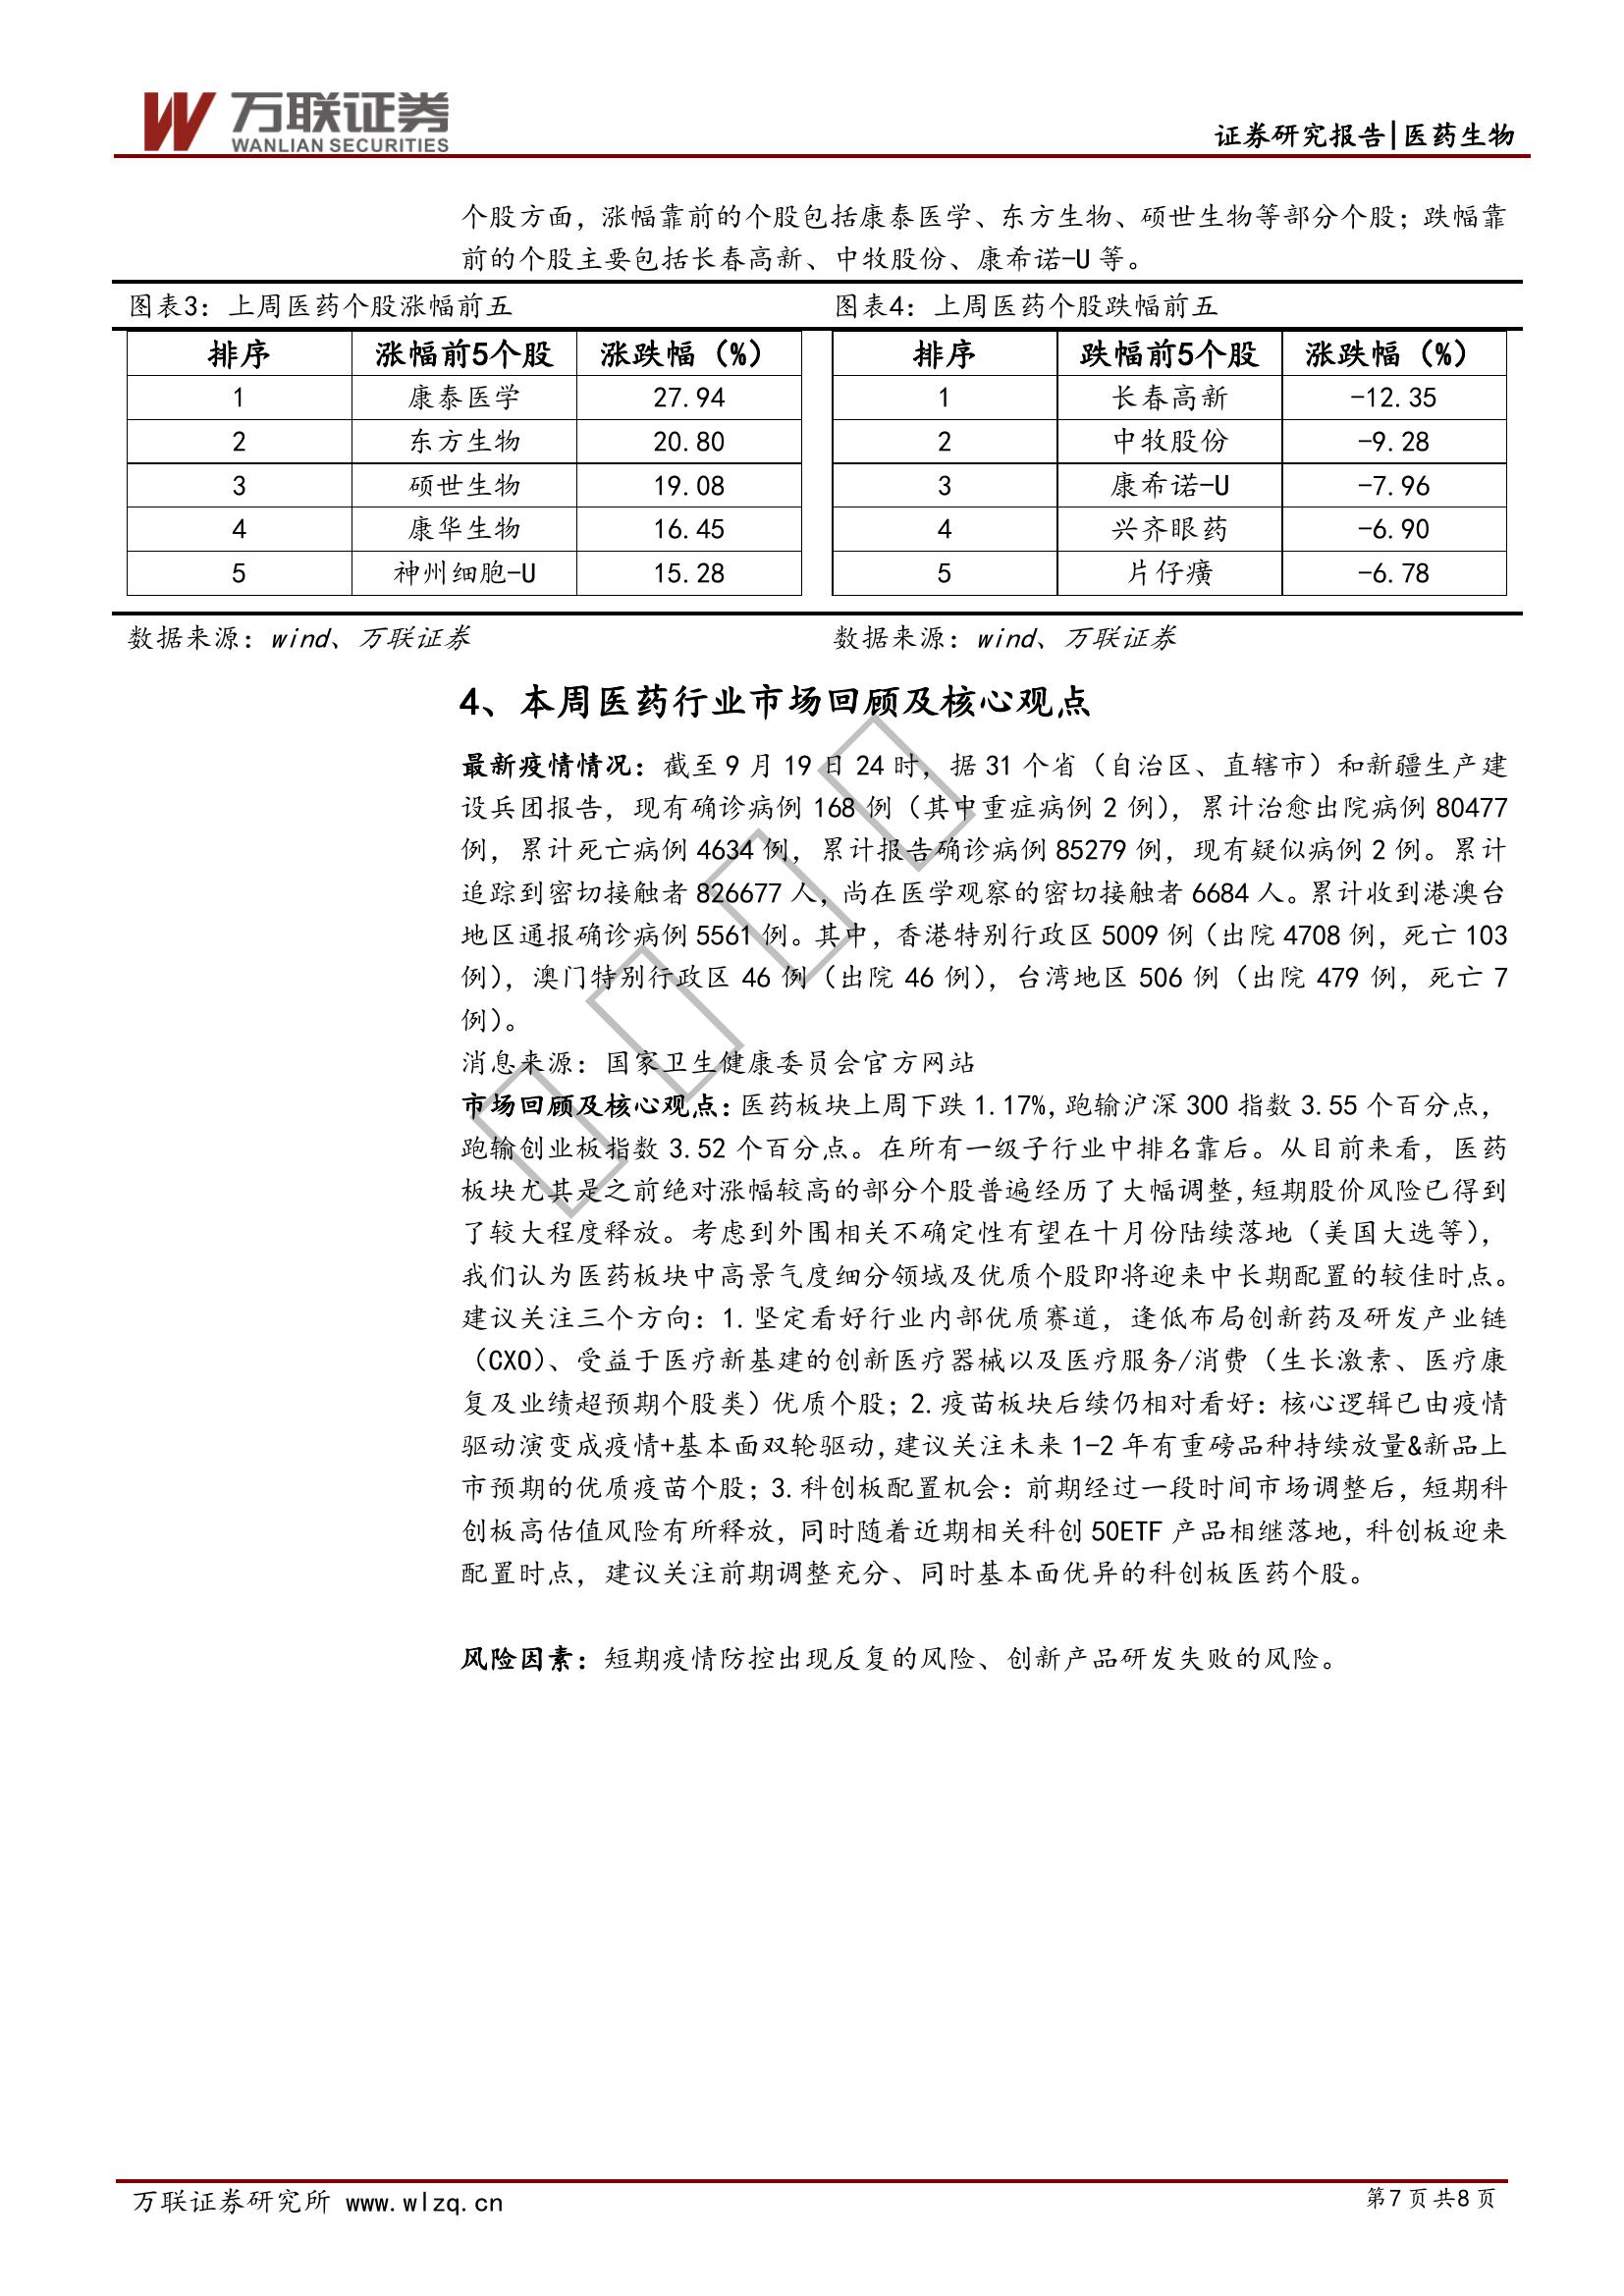 万联证券
WANLIAN SECURITIES
证券研究报告|医药生物
个股方面，涨幅靠前的个股包括康泰医学、东方生物、硕世生物等部分个股；跌幅靠
前的个股主要包括长春高新、中牧股份、康希诺-U 等。
图表3：上周医药个股涨幅前五
排序 涨幅前5个股 涨跌幅（%）
1 康泰医学 27.94
2 东方生物 20.80
3 硕世生物 19.08
4 康华生物 16.45
5 神州细胞-U 15.28
数据来源：wind、万联证券
图表4：上周医药个股跌幅前五
排序 跌幅前5个股 涨跌幅（%）
1 长春高新 -12.35
2 中牧股份 -9.28
3 康希诺-U -7.96
4 兴齐眼药 -6.90
5 片仔癀 -6.78
数据来源：wind、万联证券
4、本周医药行业市场回顾及核心观点
最新疫情情况：截至 9 月 19 日 24 时，据 31 个省（自治区、直辖市）和新疆生产建
设兵团报告，现有确诊病例 168 例（其中重症病例 2 例），累计治愈出院病例 80477
例，累计死亡病例 4634 例，累计报告确诊病例 85279 例，现有疑似病例 2 例。累计
追踪到密切接触者 826677 人，尚在医学观察的密切接触者 6684 人。累计收到港澳台
地区通报确诊病例 5561 例。其中，香港特别行政区 5009 例（出院 4708 例，死亡 103
例），澳门特别行政区 46 例（出院 46 例），台湾地区 506 例（出院 479 例，死亡 7
例）。
消息来源：国家卫生健康委员会官方网站
市场回顾及核心观点：医药板块上周下跌 1.17%，跑输沪深 300 指数 3.55 个百分点，
跑输创业板指数 3.52 个百分点。在所有一级子行业中排名靠后。从目前来看，医药
板块尤其是之前绝对涨幅较高的部分个股普遍经历了大幅调整，短期股价风险已得到
了较大程度释放。考虑到外围相关不确定性有望在十月份陆续落地（美国大选等），
我们认为医药板块中高景气度细分领域及优质个股即将迎来中长期配置的较佳时点。
建议关注三个方向：1.坚定看好行业内部优质赛道，逢低布局创新药及研发产业链
（CXO）、受益于医疗新基建的创新医疗器械以及医疗服务/消费（生长激素、医疗康
复及业绩超预期个股类）优质个股；2.疫苗板块后续仍相对看好：核心逻辑已由疫情
驱动演变成疫情+基本面双轮驱动，建议关注未来 1-2 年有重磅品种持续放量&新品上
市预期的优质疫苗个股；3.科创板配置机会：前期经过一段时间市场调整后，短期科
创板高估值风险有所释放，同时随着近期相关科创 50ETF 产品相继落地，科创板迎来
配置时点，建议关注前期调整充分、同时基本面优异的科创板医药个股。
风险因素：短期疫情防控出现反复的风险、创新产品研发失败的风险。
万联证券研究所 www.wlzq.cn
第 7 页 共 8 页